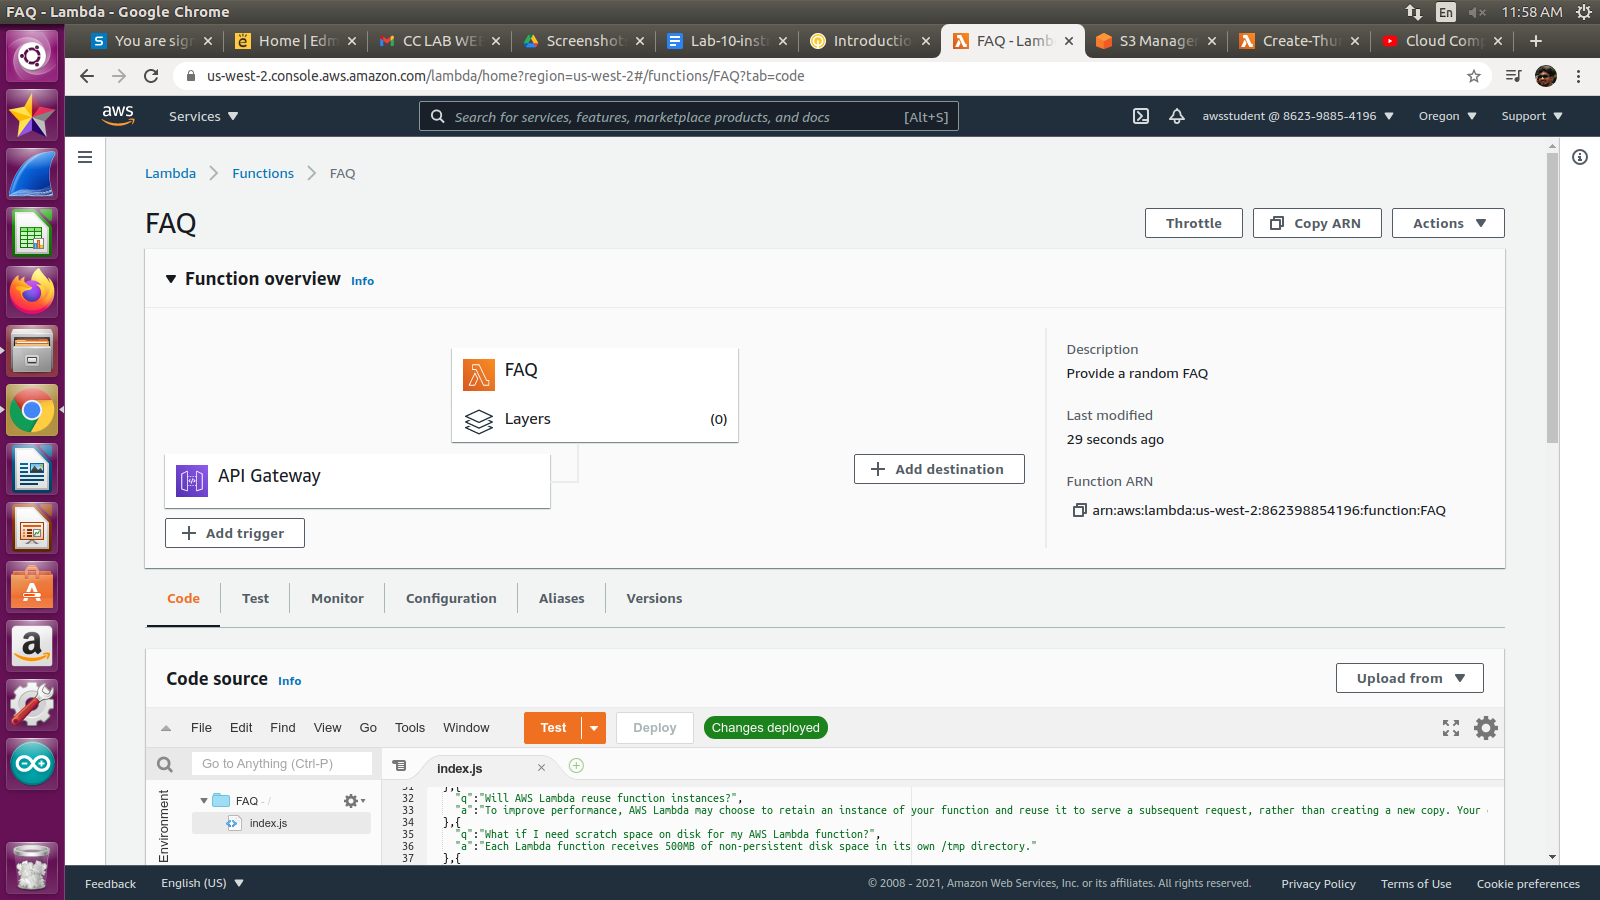 FAQ - Lambda - Google Chrome
En
11:58 AM
You are sig
Home | Edm
CC LAB WE
Screenshot
Lab-10-inst
Introductio
FAQ - Lamb
S3 Manage
Create-Thu
Cloud Com
us-west-2.console.aws.amazon.com/lambda/home?region=us-west-2#/functions/FAQ?tab=code
aws
Services
Search for services, features, marketplace products, and docs
[Alt+S]
awsstudent @ 8623-9885-4196
Oregon
Support
Lambda
Functions
FAQ
FAQ
Throttle
Copy ARN
Actions
Function overview
Info
FAQ
Layers
(0)
API Gateway
Add trigger
Add destination
Description
Provide a random FAQ
Last modified
29 seconds ago
Function ARN
arn:aws:lambda:us-west-2:862398854196:function:FAQ
Code
Test
Monitor
Configuration
Aliases
Versions
Code source
Info
Upload from
File
Edit
Find
View
Go
Tools
Window
Test
Deploy
Changes deployed
Go to Anything (Ctrl-P)
index.js
Environment
FAQ - /
index.js
31 },{
32 "q":"Will AWS Lambda reuse function instances?",
33 "a":"To improve performance, AWS Lambda may choose to retain an instance of your function and reuse it to serve a subsequent request, rather than creating a new copy. Your
34 },{
35 "q":"What if I need scratch space on disk for my AWS Lambda function?",
36 "a":"Each Lambda function receives 500MB of non-persistent disk space in its own /tmp directory."
37 },{
Feedback
English (US)
© 2008 - 2021, Amazon Web Services, Inc. or its affiliates. All rights reserved.
Privacy Policy
Terms of Use
Cookie preferences